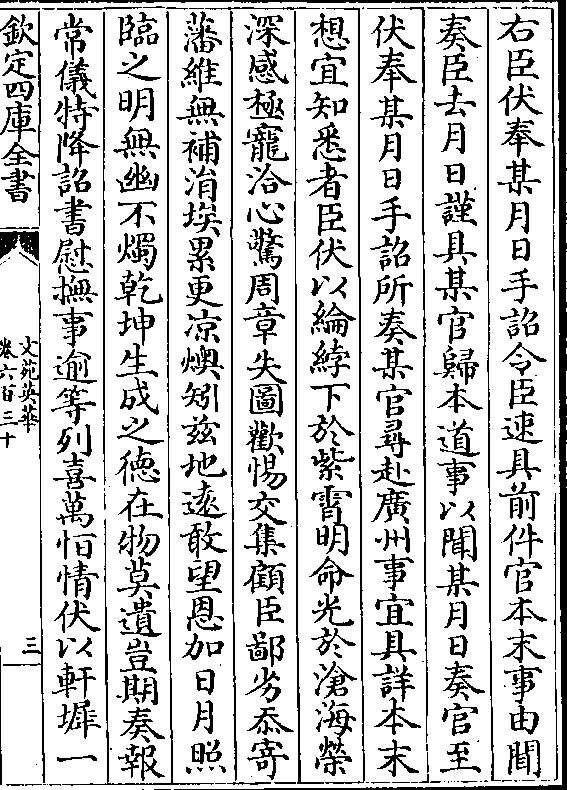 右臣伏奉某月日手詔令臣速具前件官本末事由聞
奏臣去月日謹具某官歸本道事以聞某月日奏官至
伏奉某月日手詔所奏某官尋赴廣州事宜具詳本末
想宜知悉者臣伏以綸綍下於紫霄明命光於滄海榮
深感極寵洽心驚周章失圖歡惕交集顧臣鄙劣忝寄
藩維無補涓埃累更凉燠矧兹地逺敢望恩加日月照
臨之明無幽不燭乾坤生成之德在物莫遺豈期奏報
常儀特降詔書慰撫事逾等列喜萬恒情伏以軒墀一
欽定四庫全書
文苑英華
卷六百三十
三